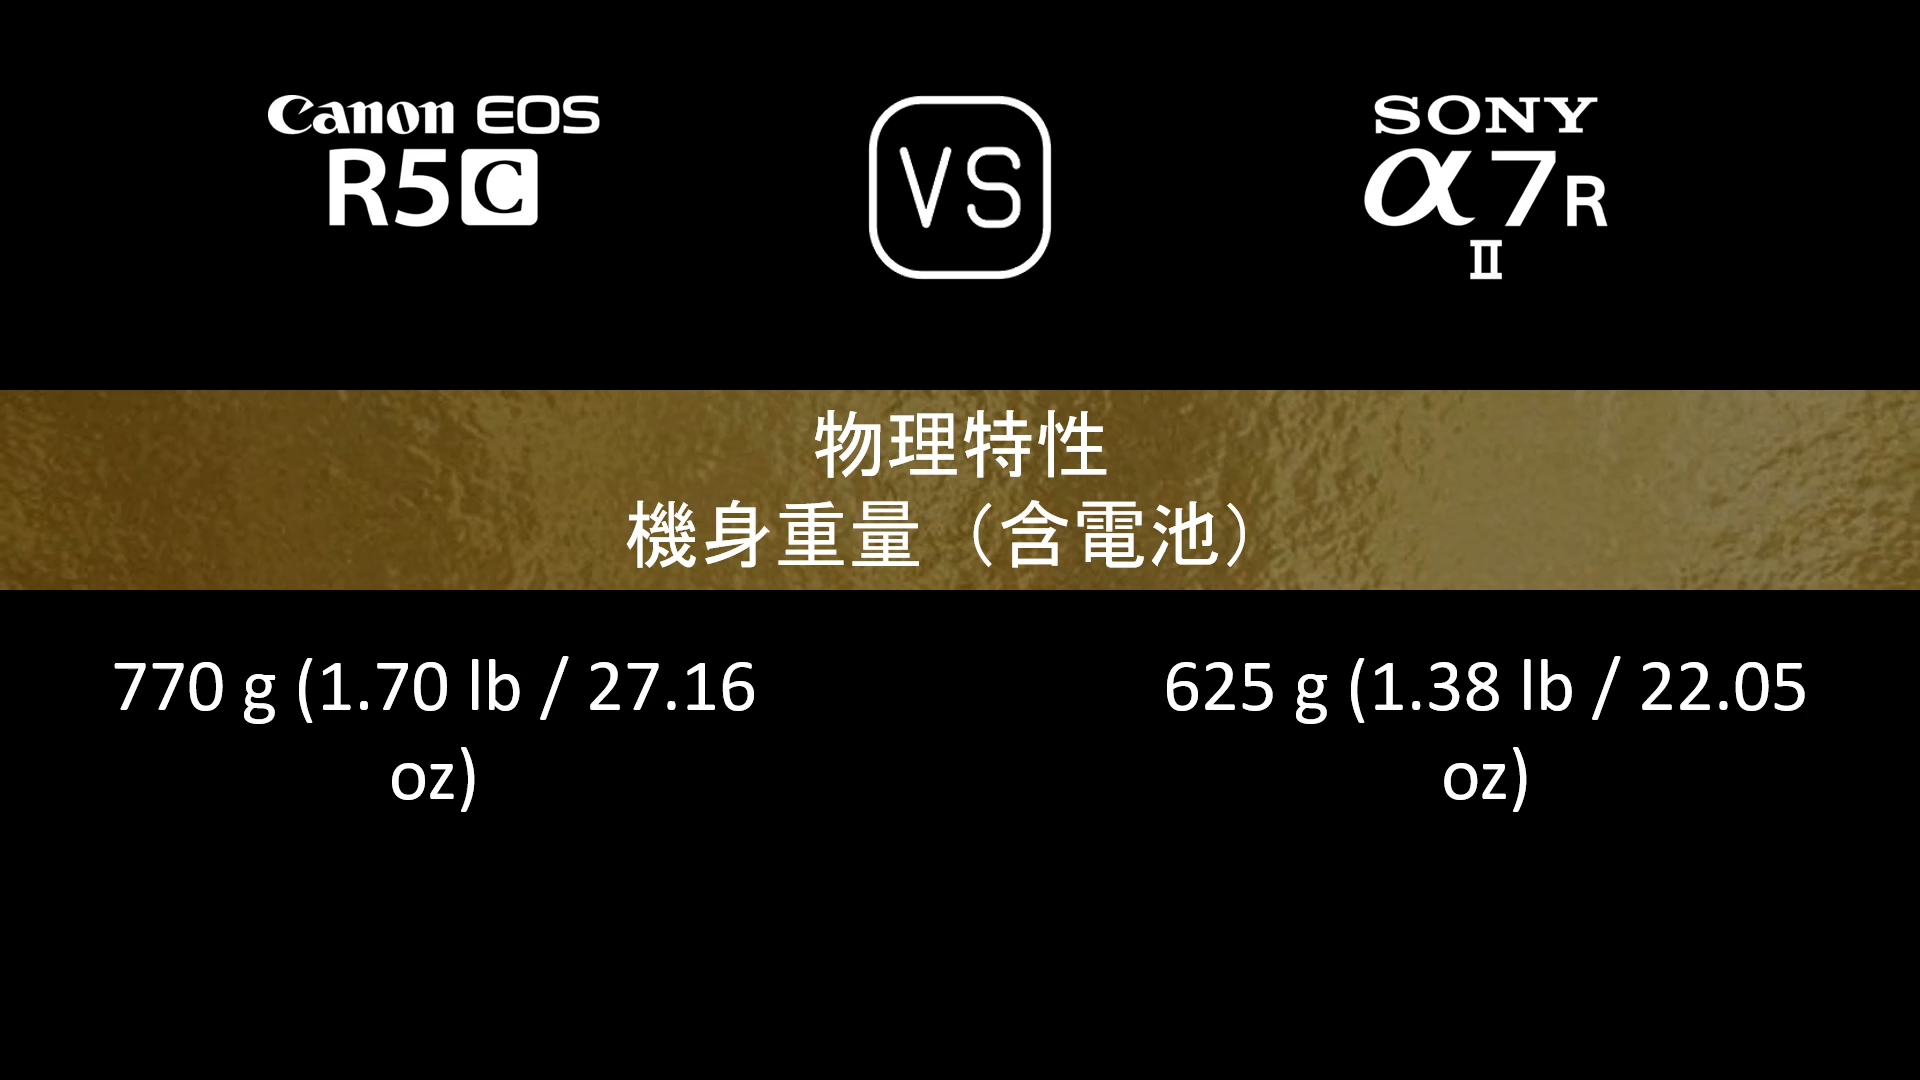 Canon EOS
R5 C
VS
SONY
α7R
II
物理特性
機身重量（含電池）
770 g (1.70 lb / 27.16
oz)
625 g (1.38 lb / 22.05
oz)